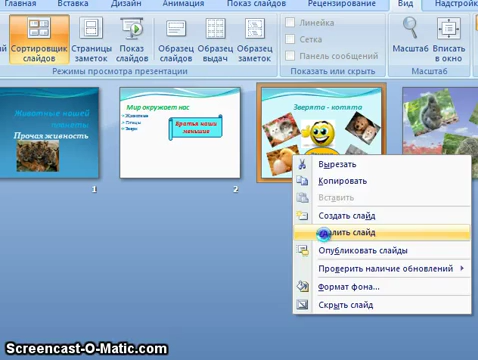 Главная Вставка Дизайн Анимация Показ слайдов Рецензирование Вид Надстройк
Сортировщик слайдов
Страницы заметок
Показ слайдов
Образец слайдов
Образец выдач
Образец заметок
Режимы просмотра презентации
Линейка
Сетка
Панель сообщений
Показать или скрыть
Масштаб
Вписать в окно
Масштаб
Животные нашей
планеты
Прочая живность
1
Мир окружает нас
Животные
Птицы
Звери
Братья наши
меньшие
2
Зверята - котята
Вырезать
Копировать
Вставить
Создать слайд
далить слайд
Опубликовать слайды
Проверить наличие обновлений
Формат фона...
Скрыть слайд
Screencast-O-Matic.com